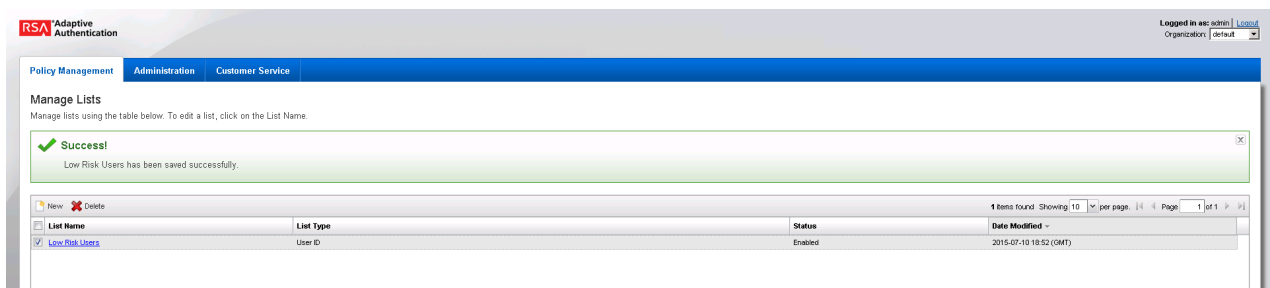 RSA Adaptive Authentication
Logged in as: admin | Logout
Organization: default
Policy Management Administration Customer Service
Manage Lists
Manage lists using the table below. To edit a list, click on the List Name.
Success!
Low Risk Users has been saved successfully.
New Delete 1 items found Showing 10 per page. Page 1 of 1
List Name List Type Status Date Modified
Low Risk Users User ID Enabled 2015-07-10 18:52 (GMT)